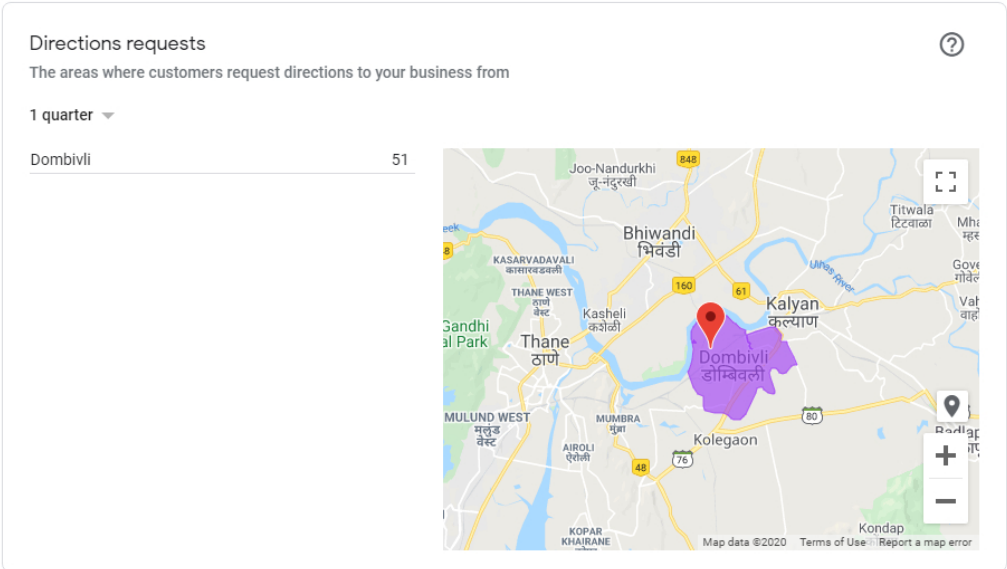 Directions requests
The areas where customers request directions to your business from
1 quarter
Dombivli 51
848
Joo-Nandurkhi
जू-नंदुरखी
Titwala
टिटवाळा
Bhiwandi
भिवंडी
KASARVADAVALI
कासारवडवली
Ulhas River
160
61
THANE WEST
ठाणे
वेस्ट
Kalyan
कल्याण
Kasheli
कशेली
Gandhi
al Park
Thane
ठाणे
Dombivli
डोम्बिवली
MULUND WEST
मुलुंड
वेस्ट
MUMBRA
मुंब्रा
80
Kolegaon
AIROLI
ऐरोली
48
76
KOPAR
KHAIRANE
Kondap
Map data ©2020 Terms of Use Report a map error